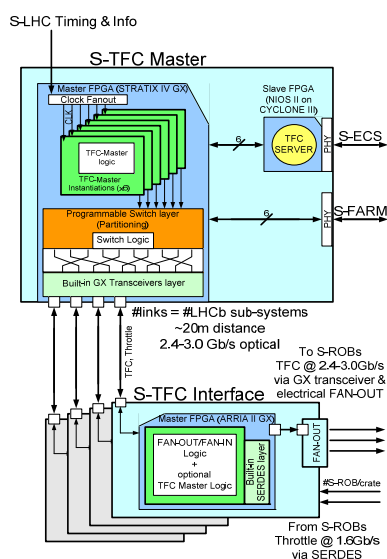 S-LHC Timing & Info
S-TFC Master
Master FPGA (STRATIX IV GX)
Clock Fanout
CLK
TFC-Master
logic
TFC-Master
Instantiations (x6)
Programmable Switch layer
(Partitioning)
Switch Logic
Built-in GX Transceivers layer
Slave FPGA
(NIOS II on
CYCLONE III)
TFC
SERVER
PHY
S-ECS
6
PHY
S-FARM
6
#links = #LHCb sub-systems
~20m distance
2.4-3.0 Gb/s optical
TFC, Throttle
To S-ROBs
TFC @ 2.4-3.0Gb/s
via GX transceiver &
electrical FAN-OUT
S-TFC Interface
Master FPGA (ARRIA II GX)
FAN-OUT/FAN-IN
Logic
+
optional
TFC Master Logic
Built-in
SERDES layer
FAN-OUT
#S-ROB/crate
From S-ROBs
Throttle @ 1.6Gb/s
via SERDES